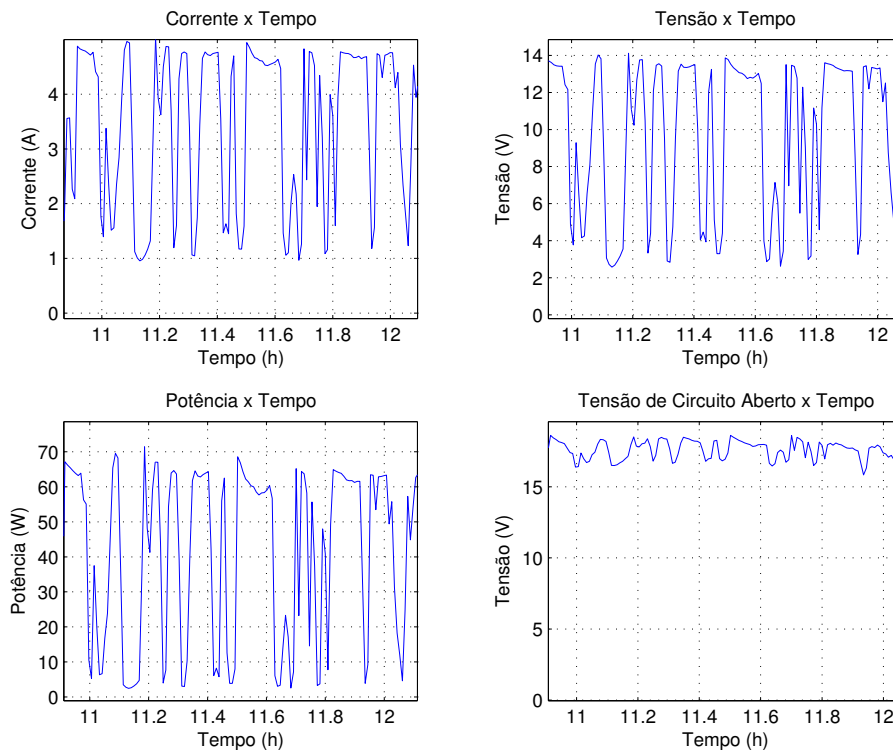 Corrente x Tempo
Corrente (A)
4
3
2
1
0
11 11.2 11.4 11.6 11.8 12
Tempo (h)
Tensão x Tempo
Tensão (V)
14
12
10
8
6
4
2
0
11 11.2 11.4 11.6 11.8 12
Tempo (h)
Potência x Tempo
Potência (W)
70
60
50
40
30
20
10
0
11 11.2 11.4 11.6 11.8 12
Tempo (h)
Tensão de Circuito Aberto x Tempo
Tensão (V)
15
10
5
0
11 11.2 11.4 11.6 11.8 12
Tempo (h)